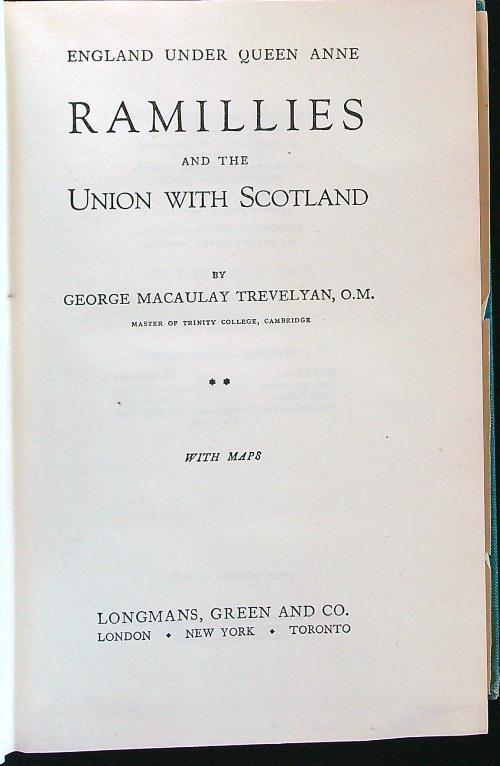 ENGLAND UNDER QUEEN ANNE
RAMILLIES
AND THE
UNION WITH SCOTLAND
BY
GEORGE MACAULAY TREVELYAN, O.M.
MASTER OF TRINITY COLLEGE, CAMBRIDGE
* *
WITH MAPS
LONGMANS, GREEN AND CO.
LONDON ♦ NEW YORK ♦ TORONTO